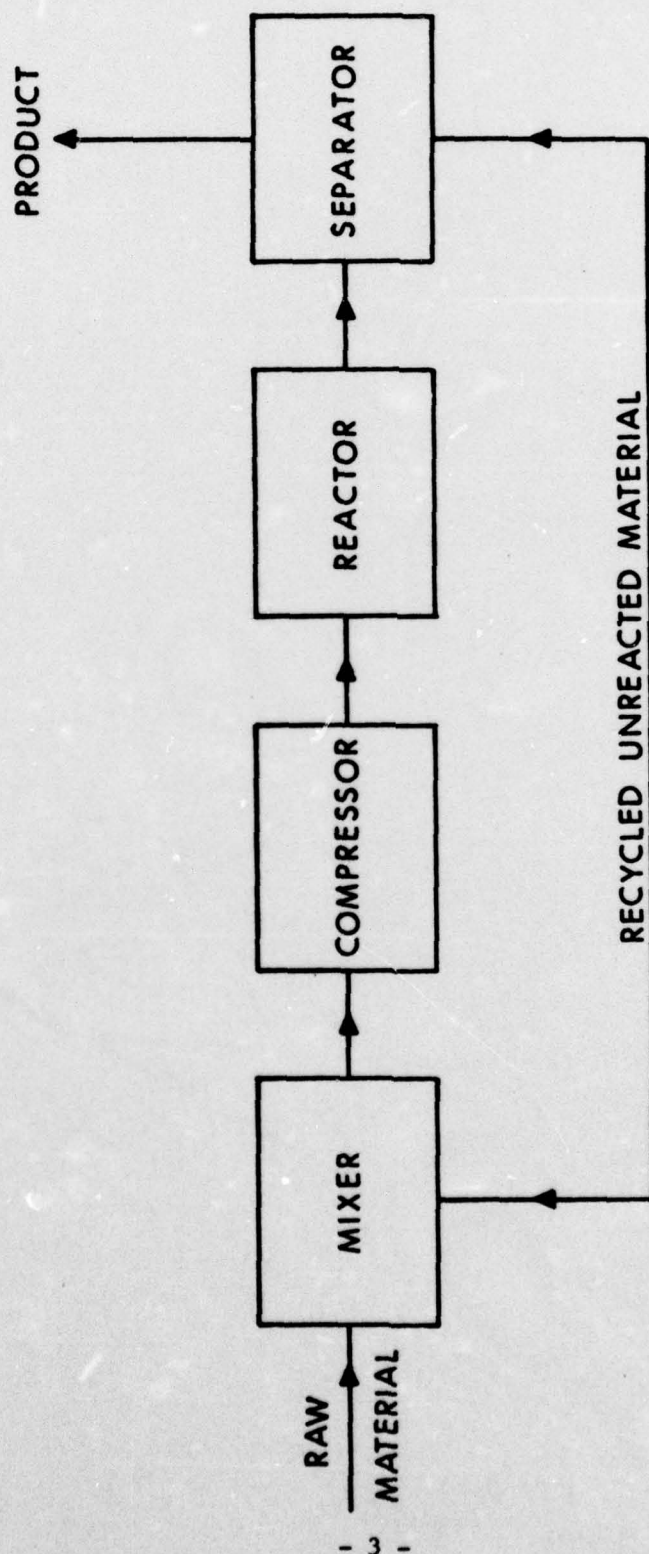 PRODUCT
RAW
MATERIAL
MIXER
COMPRESSOR
REACTOR
SEPARATOR
RECYCLED UNREACTED MATERIAL
- 3 -